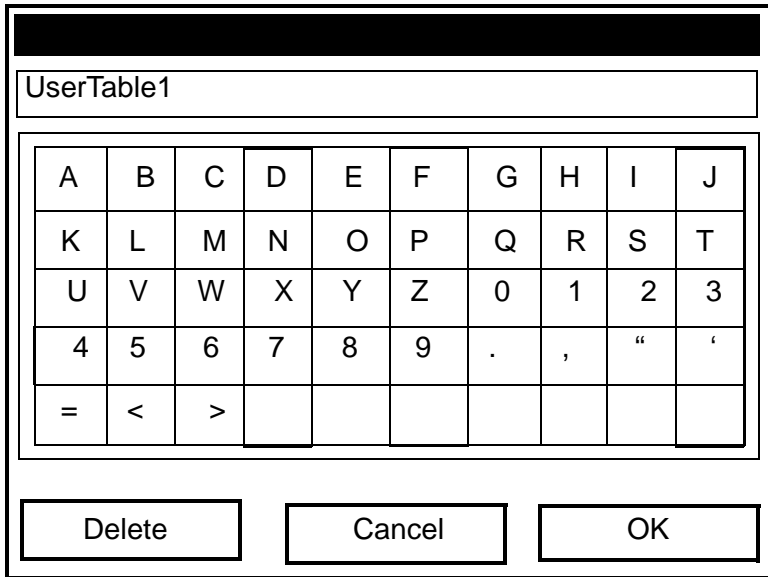 UserTable1
A B C D E F G H I J
K L M N O P Q R S T
U V W X Y Z 0 1 2 3
4 5 6 7 8 9 . , “ ‘
= < >
Delete Cancel OK